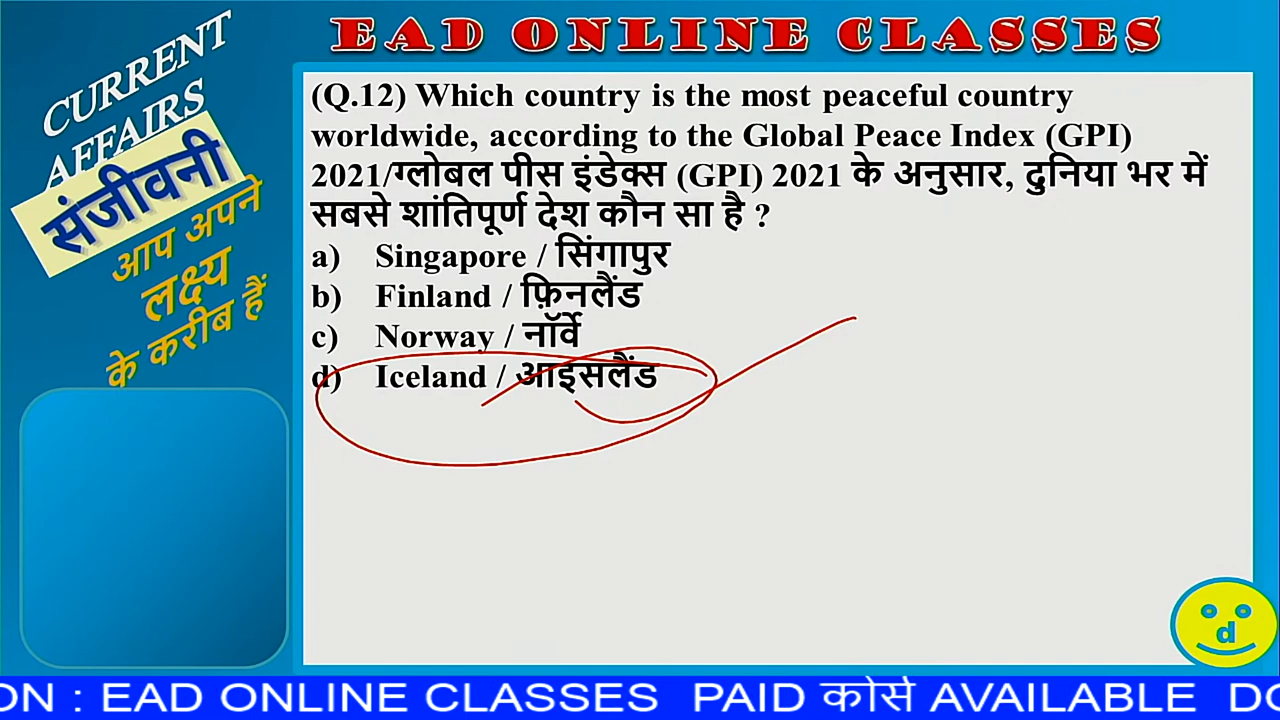 EAD ONLINE CLASSES
CURRENT
AFFAIRS
संजीवनी
आप अपने
लक्ष्य
के करीब हैं
(Q.12) Which country is the most peaceful country
worldwide, according to the Global Peace Index (GPI)
2021/ग्लोबल पीस इंडेक्स (GPI) 2021 के अनुसार, दुनिया भर में
सबसे शांतिपूर्ण देश कौन सा है ?
a) Singapore / सिंगापुर
b) Finland / फ़िनलैंड
c) Norway / नॉर्वे
d) Iceland / आइसलैंड
d
ON : EAD ONLINE CLASSES PAID कोर्स AVAILABLE DO